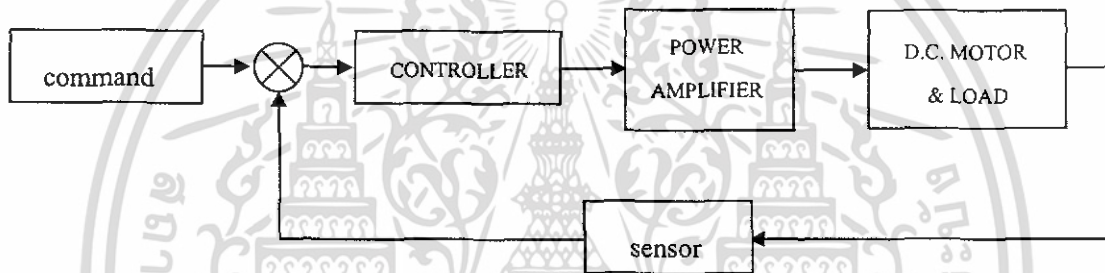 command
CONTROLLER
POWER
AMPLIFIER
D.C. MOTOR
& LOAD
sensor